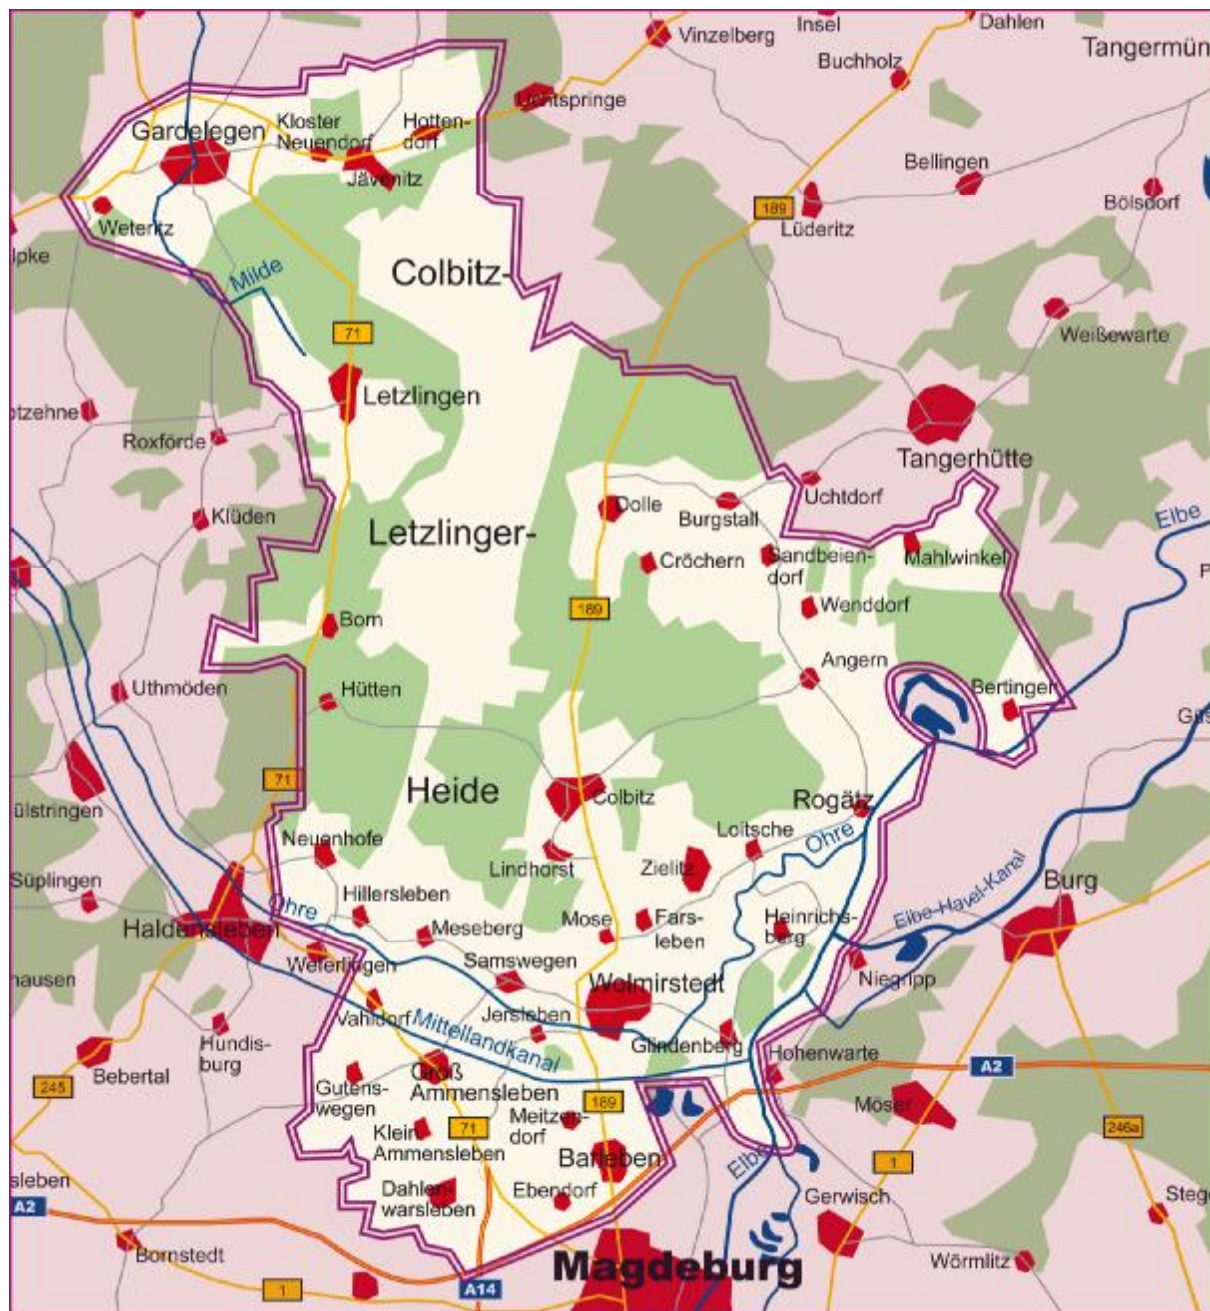 Insel
Dahlen
Vinzelberg
Tangermün
Buchholz
Uchtspringe
Gardelegen
Kloster
Neuendorf
Hotten-
dorf
Jävenitz
Bellingen
Bölsdorf
189
Weteritz
Lüderitz
lpke
Milde
Colbitz-
71
Weißewarte
Letzlingen
otzehne
Roxförde
Tangerhütte
Klüden
Dolle
Burgstall
Uchtdorf
Elbe
Letzlinger-
Cröchern
Sandbeien-
dorf
Mahlwinkel
P
189
Wenddorf
Born
Angern
Uthmöden
Hütten
Bertingen
Güs
71
Heide
Colbitz
Rogätz
ülstringen
Neuenhofe
Loitsche
Ohre
Lindhorst
Zielitz
Süplingen
Hillersleben
Burg
Elbe-Havel-Kanal
Ohre
Haldensleben
Meseberg
Mose
Fars-
leben
Heinrichs-
berg
Weferlingen
Samswegen
Niegripp
hausen
Wolmirstedt
Vahldorf
Mittellandkanal
Jersleben
Hundis-
burg
Glindenberg
Hohenwarte
Bebertal
245
Gutens-
wegen
Groß
Ammensleben
A2
189
Möser
Klein
Ammensleben
71
Meitzen-
dorf
246a
Barleben
Elbe
1
sleben
A2
Dahlen-
warsleben
Ebendorf
Gerwisch
Stege
Bornstedt
Wörmlitz
1
A14
Magdeburg